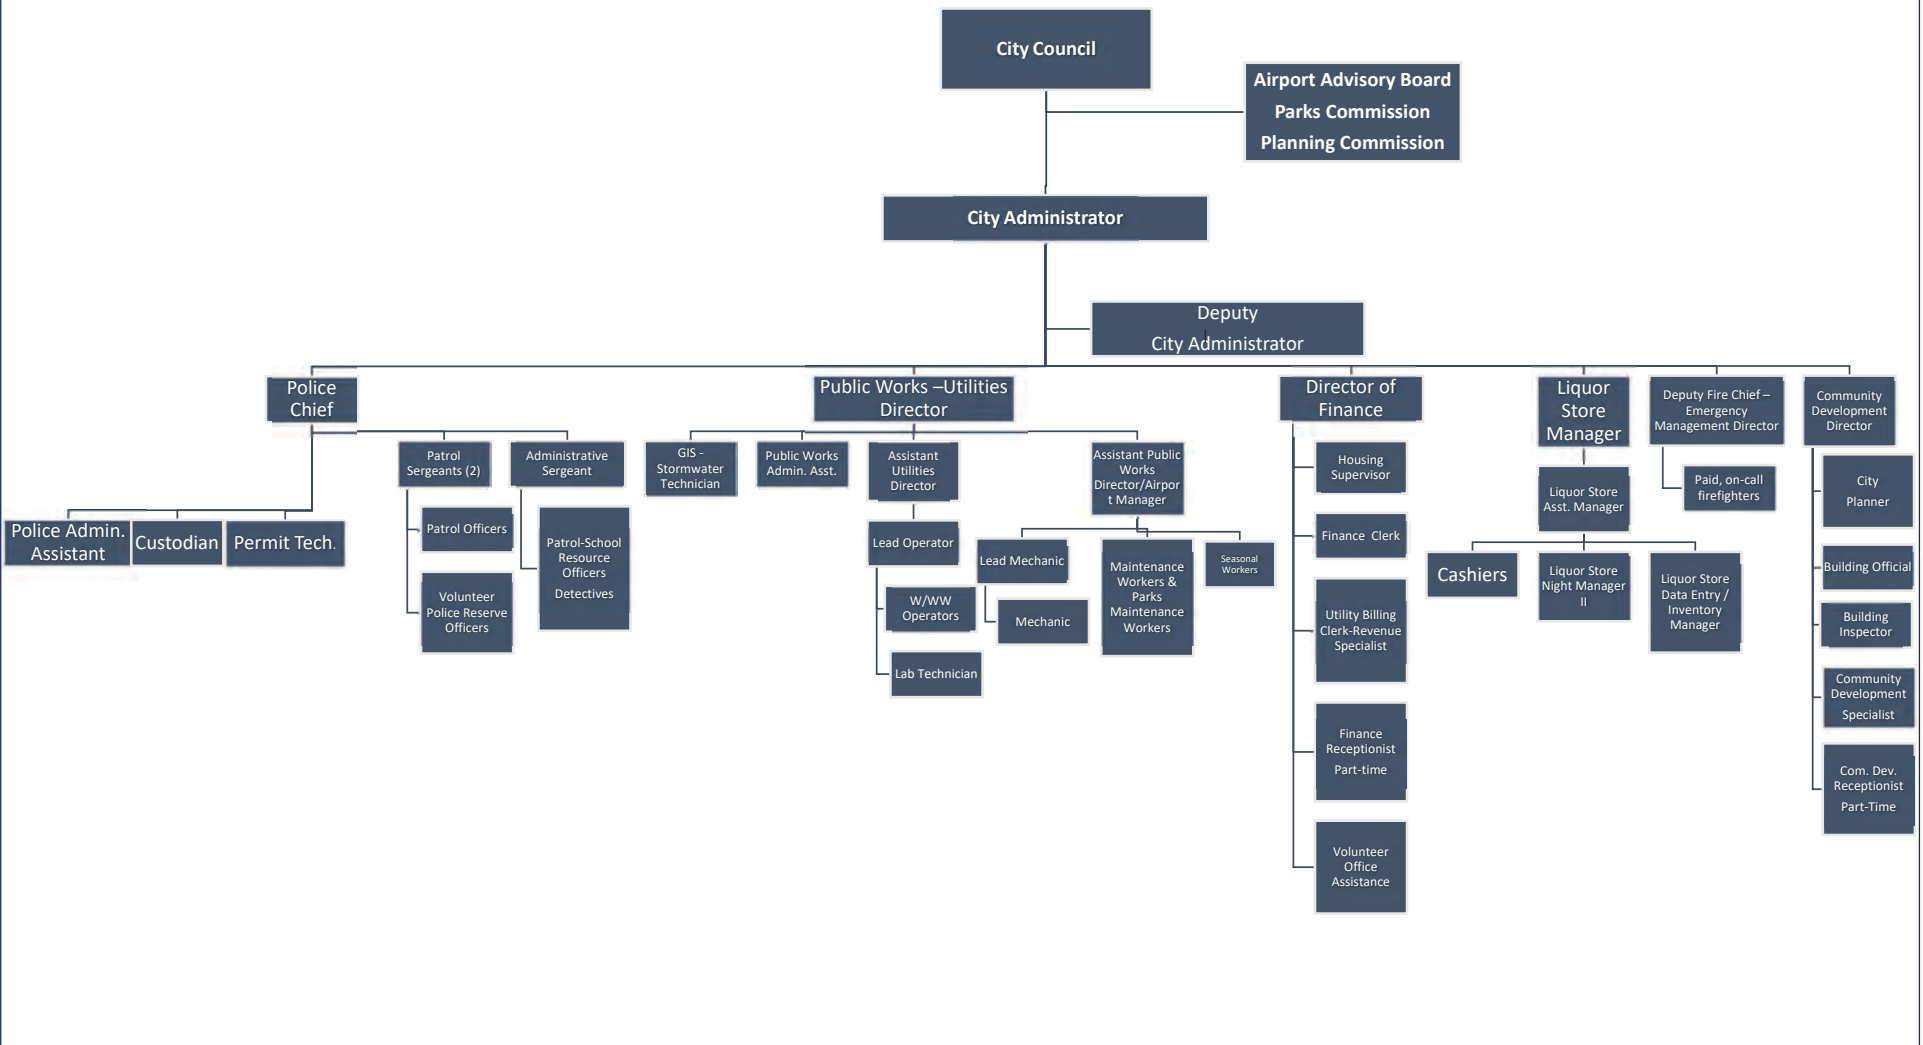 City Council
Airport Advisory Board
Parks Commission
Planning Commission
City Administrator
Deputy
City Administrator
Police
Chief
Public Works –Utilities
Director
Director of
Finance
Liquor
Store
Manager
Deputy Fire Chief –
Emergency
Management Director
Community
Development
Director
Patrol
Sergeants (2)
Administrative
Sergeant
GIS -
Stormwater
Technician
Public Works
Admin. Asst.
Assistant
Utilities
Director
Assistant Public
Works
Director/Airpor
t Manager
Housing
Supervisor
Liquor Store
Asst. Manager
Paid, on-call
firefighters
City
Planner
Police Admin.
Assistant
Custodian
Permit Tech.
Patrol Officers
Patrol-School
Resource
Officers
Detectives
Lead Operator
Lead Mechanic
Maintenance
Workers &
Parks
Maintenance
Workers
Seasonal
Workers
Finance Clerk
Cashiers
Liquor Store
Night Manager
II
Liquor Store
Data Entry /
Inventory
Manager
Building Official
Volunteer
Police Reserve
Officers
W/WW
Operators
Mechanic
Utility Billing
Clerk-Revenue
Specialist
Building
Inspector
Lab Technician
Community
Development
Specialist
Finance
Receptionist
Part-time
Com. Dev.
Receptionist
Part-Time
Volunteer
Office
Assistance